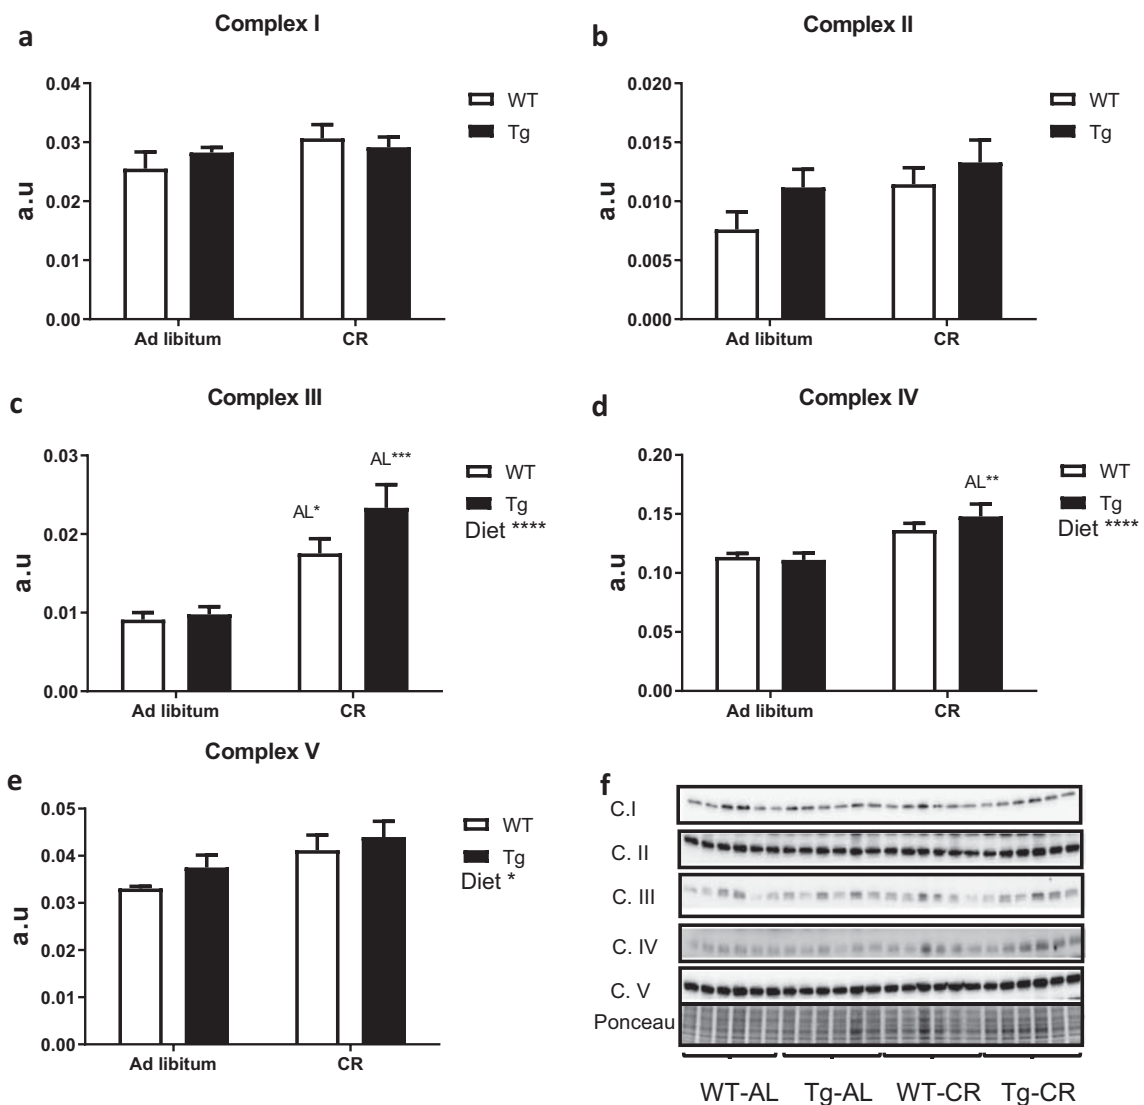 a
Complex I
0.04
0.03
0.02
0.01
0.00
a.u
Ad libitum
CR
WT
Tg
b
Complex II
0.020
0.015
0.010
0.005
0.000
a.u
Ad libitum
CR
WT
Tg
c
Complex III
0.03
0.02
0.01
0.00
a.u
AL*
AL***
Ad libitum
CR
WT
Tg
Diet ****
d
Complex IV
0.20
0.15
0.10
0.05
0.00
a.u
AL**
Ad libitum
CR
WT
Tg
Diet ****
e
Complex V
0.05
0.04
0.03
0.02
0.01
0.00
a.u
Ad libitum
CR
WT
Tg
Diet *
f
C.I
C. II
C. III
C. IV
C. V
Ponceau
WT-AL Tg-AL WT-CR Tg-CR